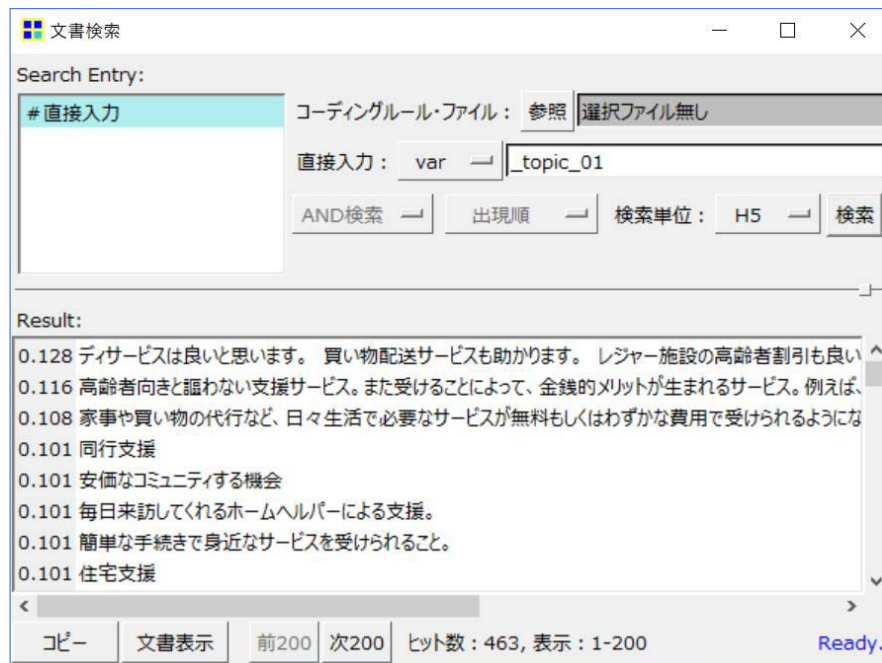 文書検索
Search Entry:
#直接入力
コーディングルール・ファイル： 参照 選択ファイル無し
直接入力： var _topic_01
AND検索 出現順 検索単位： H5 検索
Result:
0.128 ディサービスは良いと思います。 買い物配送サービスも助かります。 レジャー施設の高齢者割引も良い
0.116 高齢者向きと謳わない支援サービス。また受けることによって、金銭的メリットが生まれるサービス。例えば、
0.108 家事や買い物の代行など、日々生活で必要なサービスが無料もしくはわずかな費用で受けられるようにな
0.101 同行支援
0.101 安価なコミュニティする機会
0.101 毎日来訪してくれるホームヘルパーによる支援。
0.101 簡単な手続きで身近なサービスを受けられること。
0.101 住宅支援
コピー 文書表示 前200 次200 ヒット数：463, 表示：1-200 Ready.